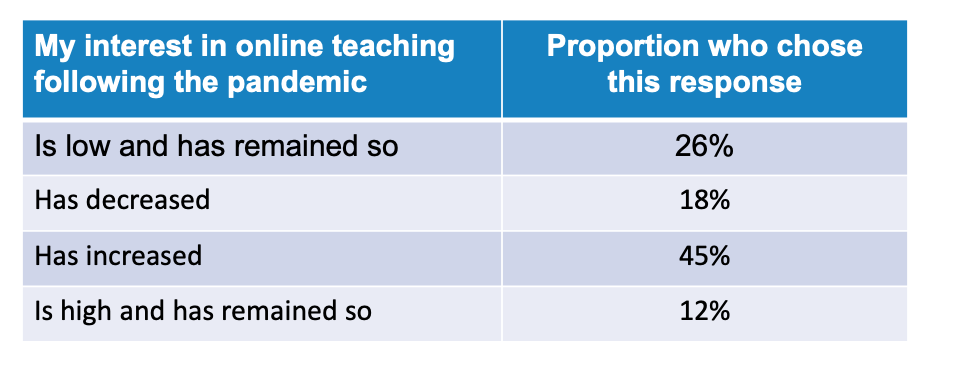 My interest in online teaching
following the pandemic
Proportion who chose
this response
Is low and has remained so 26%
Has decreased 18%
Has increased 45%
Is high and has remained so 12%